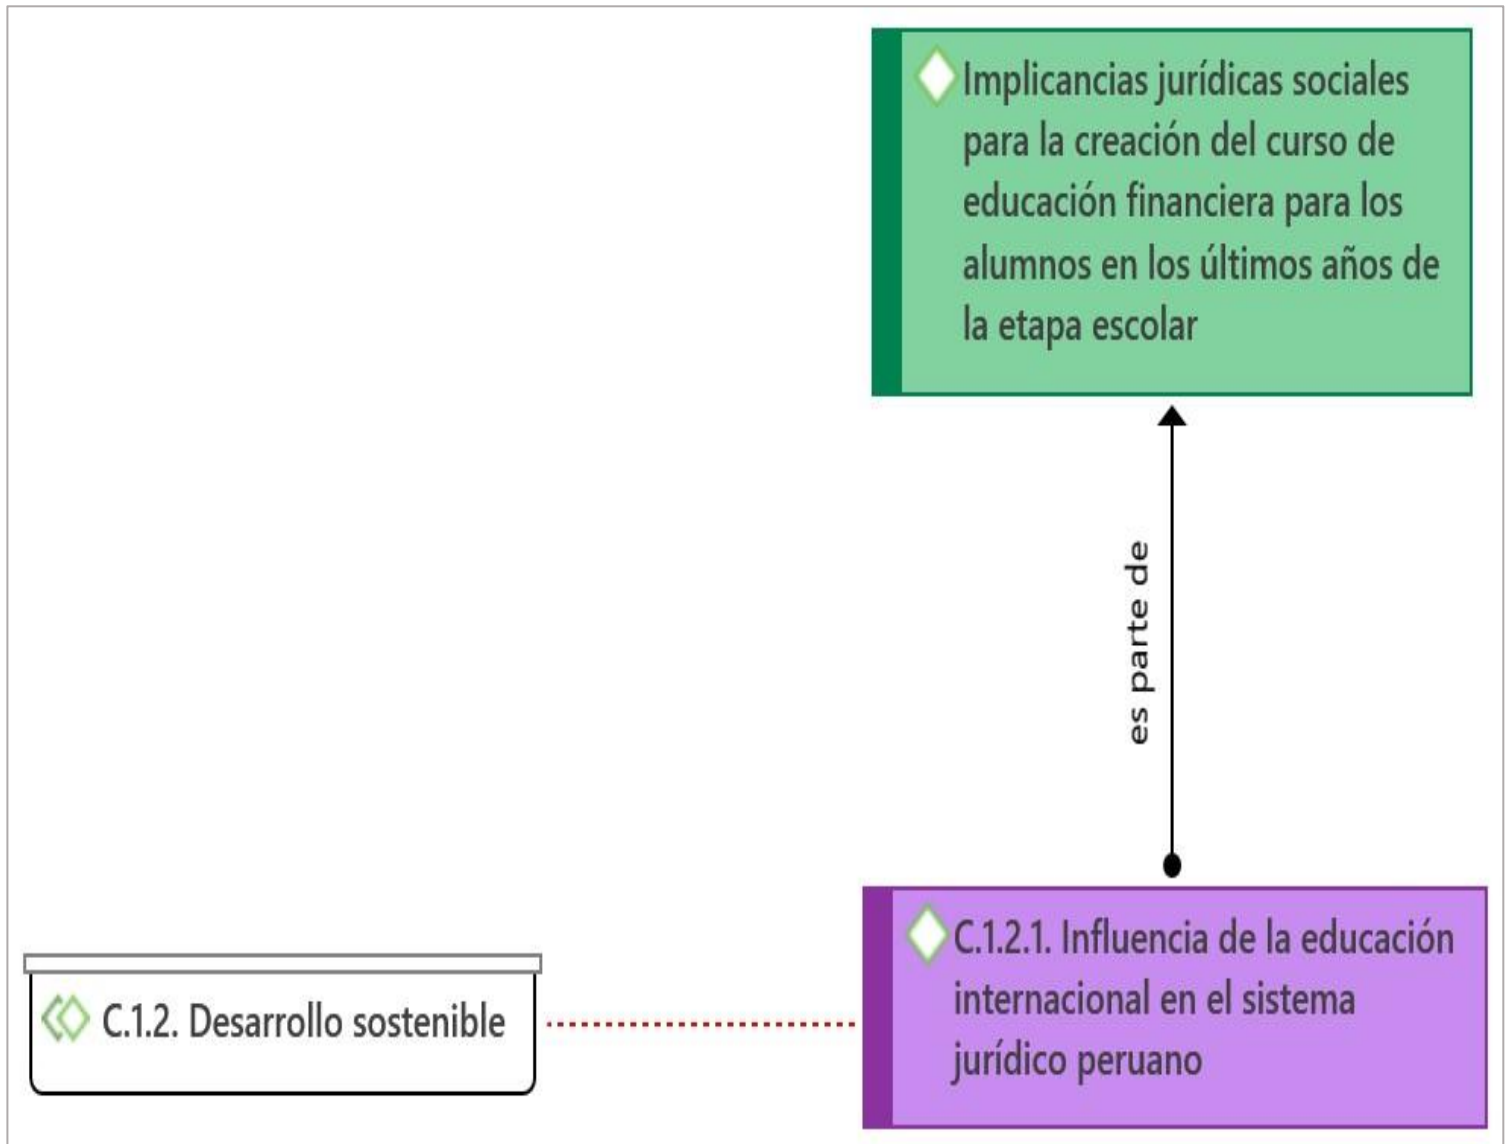 Implicancias jurídicas sociales
para la creación del curso de
educación financiera para los
alumnos en los últimos años de
la etapa escolar
es parte de
C.1.2. Desarrollo sostenible
C.1.2.1. Influencia de la educación
internacional en el sistema
jurídico peruano